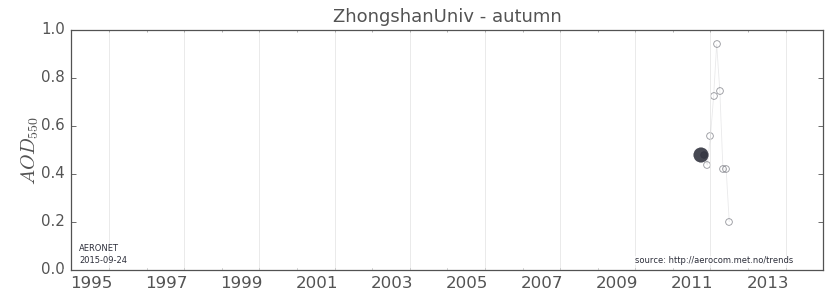 ZhongshanUniv - autumn
1.0
0.8
0.6
0.4
0.2
0.0
AOD550
AERONET
2015-09-24
source: http://aerocom.met.no/trends
1995 1997 1999 2001 2003 2005 2007 2009 2011 2013